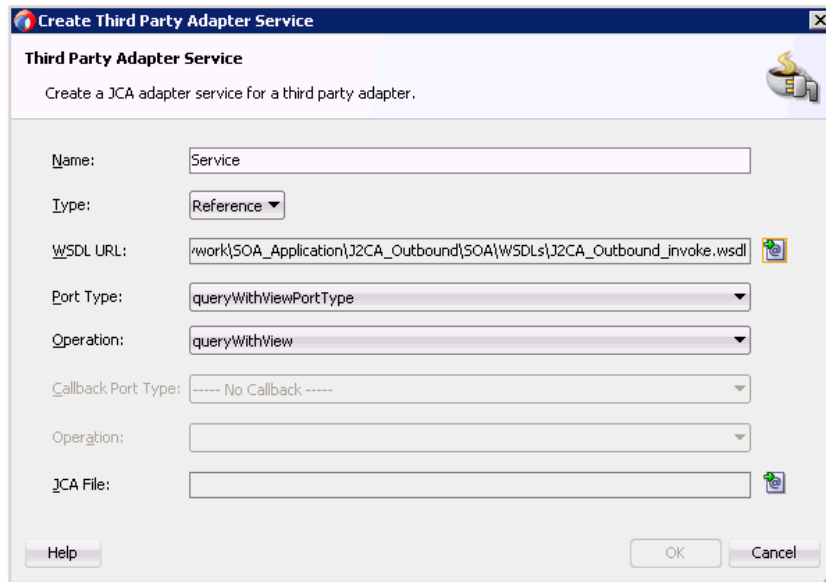 Create Third Party Adapter Service
Third Party Adapter Service
Create a JCA adapter service for a third party adapter.
Name: Service
Type: Reference
WSDL URL: work\SOA_Application\J2CA_Outbound\SOA\WSDLs\J2CA_Outbound_invoke.wsdl
Port Type: queryWithViewPortType
Operation: queryWithView
Callback Port Type: ----- No Callback -----
Operation:
JCA File:
Help OK Cancel